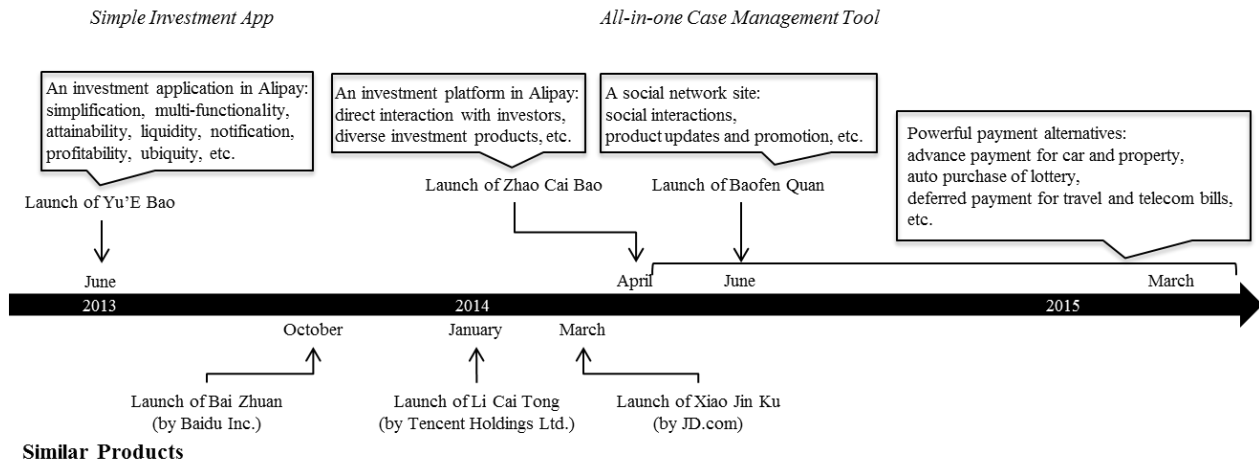 Simple Investment App
All-in-one Case Management Tool
An investment application in Alipay:
simplification, multi-functionality,
attainability, liquidity, notification,
profitability, ubiquity, etc.
An investment platform in Alipay:
direct interaction with investors,
diverse investment products, etc.
A social network site:
social interactions,
product updates and promotion, etc.
Powerful payment alternatives:
advance payment for car and property,
auto purchase of lottery,
deferred payment for travel and telecom bills,
etc.
Launch of Yu’E Bao
Launch of Zhao Cai Bao
Launch of Baofen Quan
June
April
June
March
2013
2014
2015
October
January
March
Launch of Bai Zhuan
(by Baidu Inc.)
Launch of Li Cai Tong
(by Tencent Holdings Ltd.)
Launch of Xiao Jin Ku
(by JD.com)
Similar Products